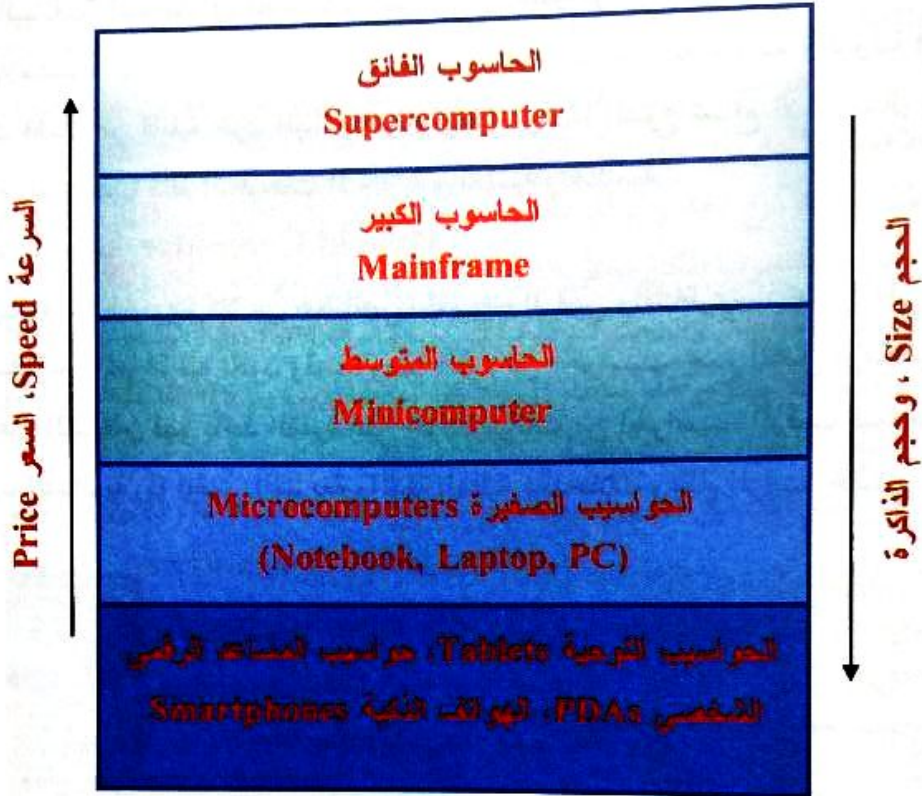 الحاسوب الفائق
Supercomputer
الحاسوب الكبير
Mainframe
الحاسوب المتوسط
Minicomputer
الحواسيب الصغيرة Microcomputers
(Notebook, Laptop, PC)
الحواسيب اللوحية Tablets، حواسيب المساعد الرقمي
الشخصي PDAs، الهواتف الذكية Smartphones
السرعة Speed، السعر Price
الحجم Size ، وحجم الذاكرة